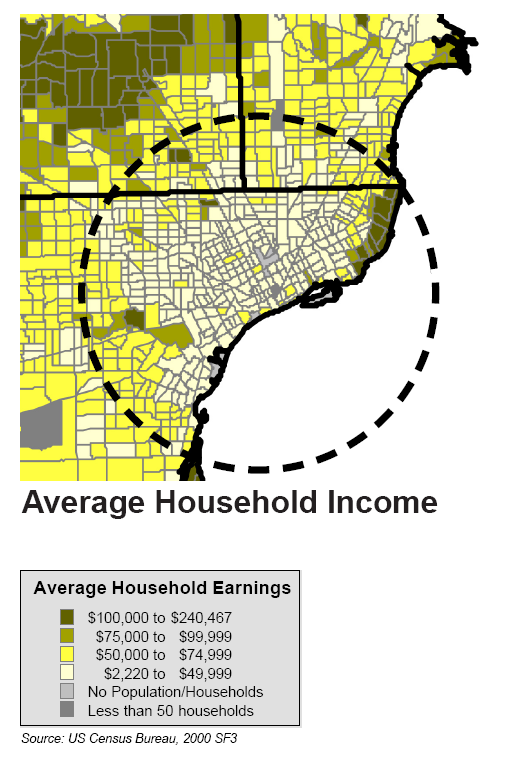 Average Household Income
Average Household Earnings
$100,000 to $240,467
$75,000 to $99,999
$50,000 to $74,999
$2,220 to $49,999
No Population/Households
Less than 50 households
Source: US Census Bureau, 2000 SF3